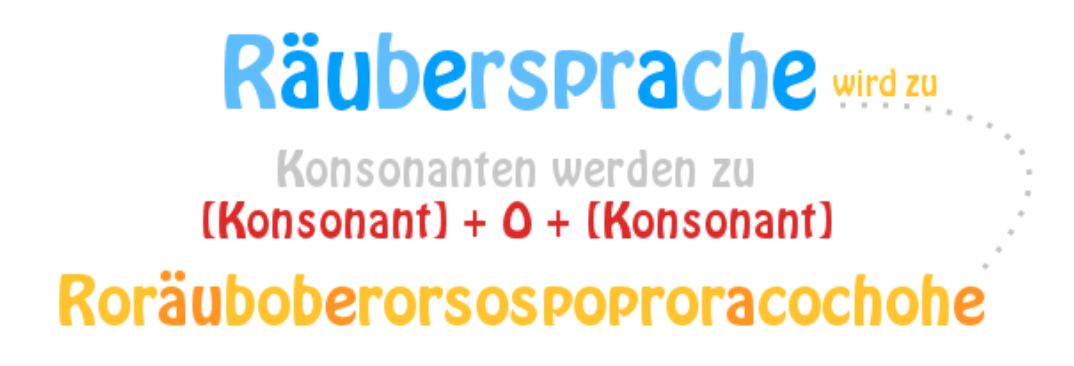 Räubersprache wird zu
Konsonanten werden zu
(Konsonant) + O + (Konsonant)
Roräuboberorsospoproracochohe